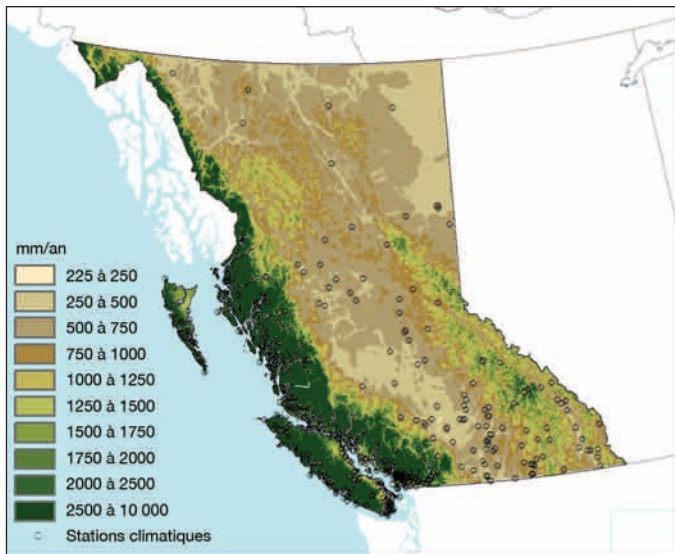 mm/an
225 à 250
250 à 500
500 à 750
750 à 1000
1000 à 1250
1250 à 1500
1500 à 1750
1750 à 2000
2000 à 2500
2500 à 10 000
Stations climatiques